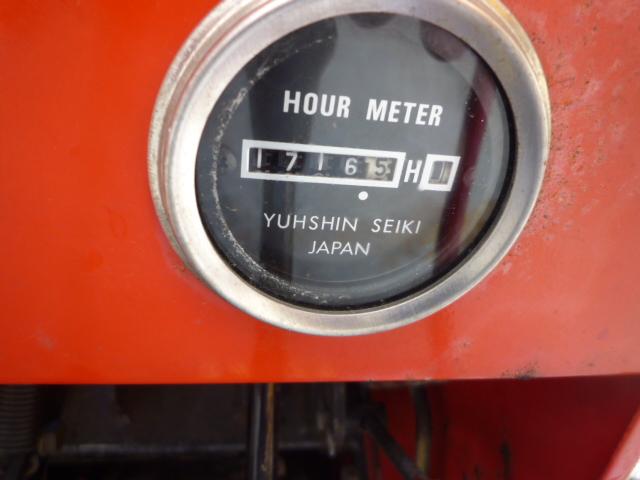 HOUR METER
17165 H
YUHSHIN SEIKI
JAPAN